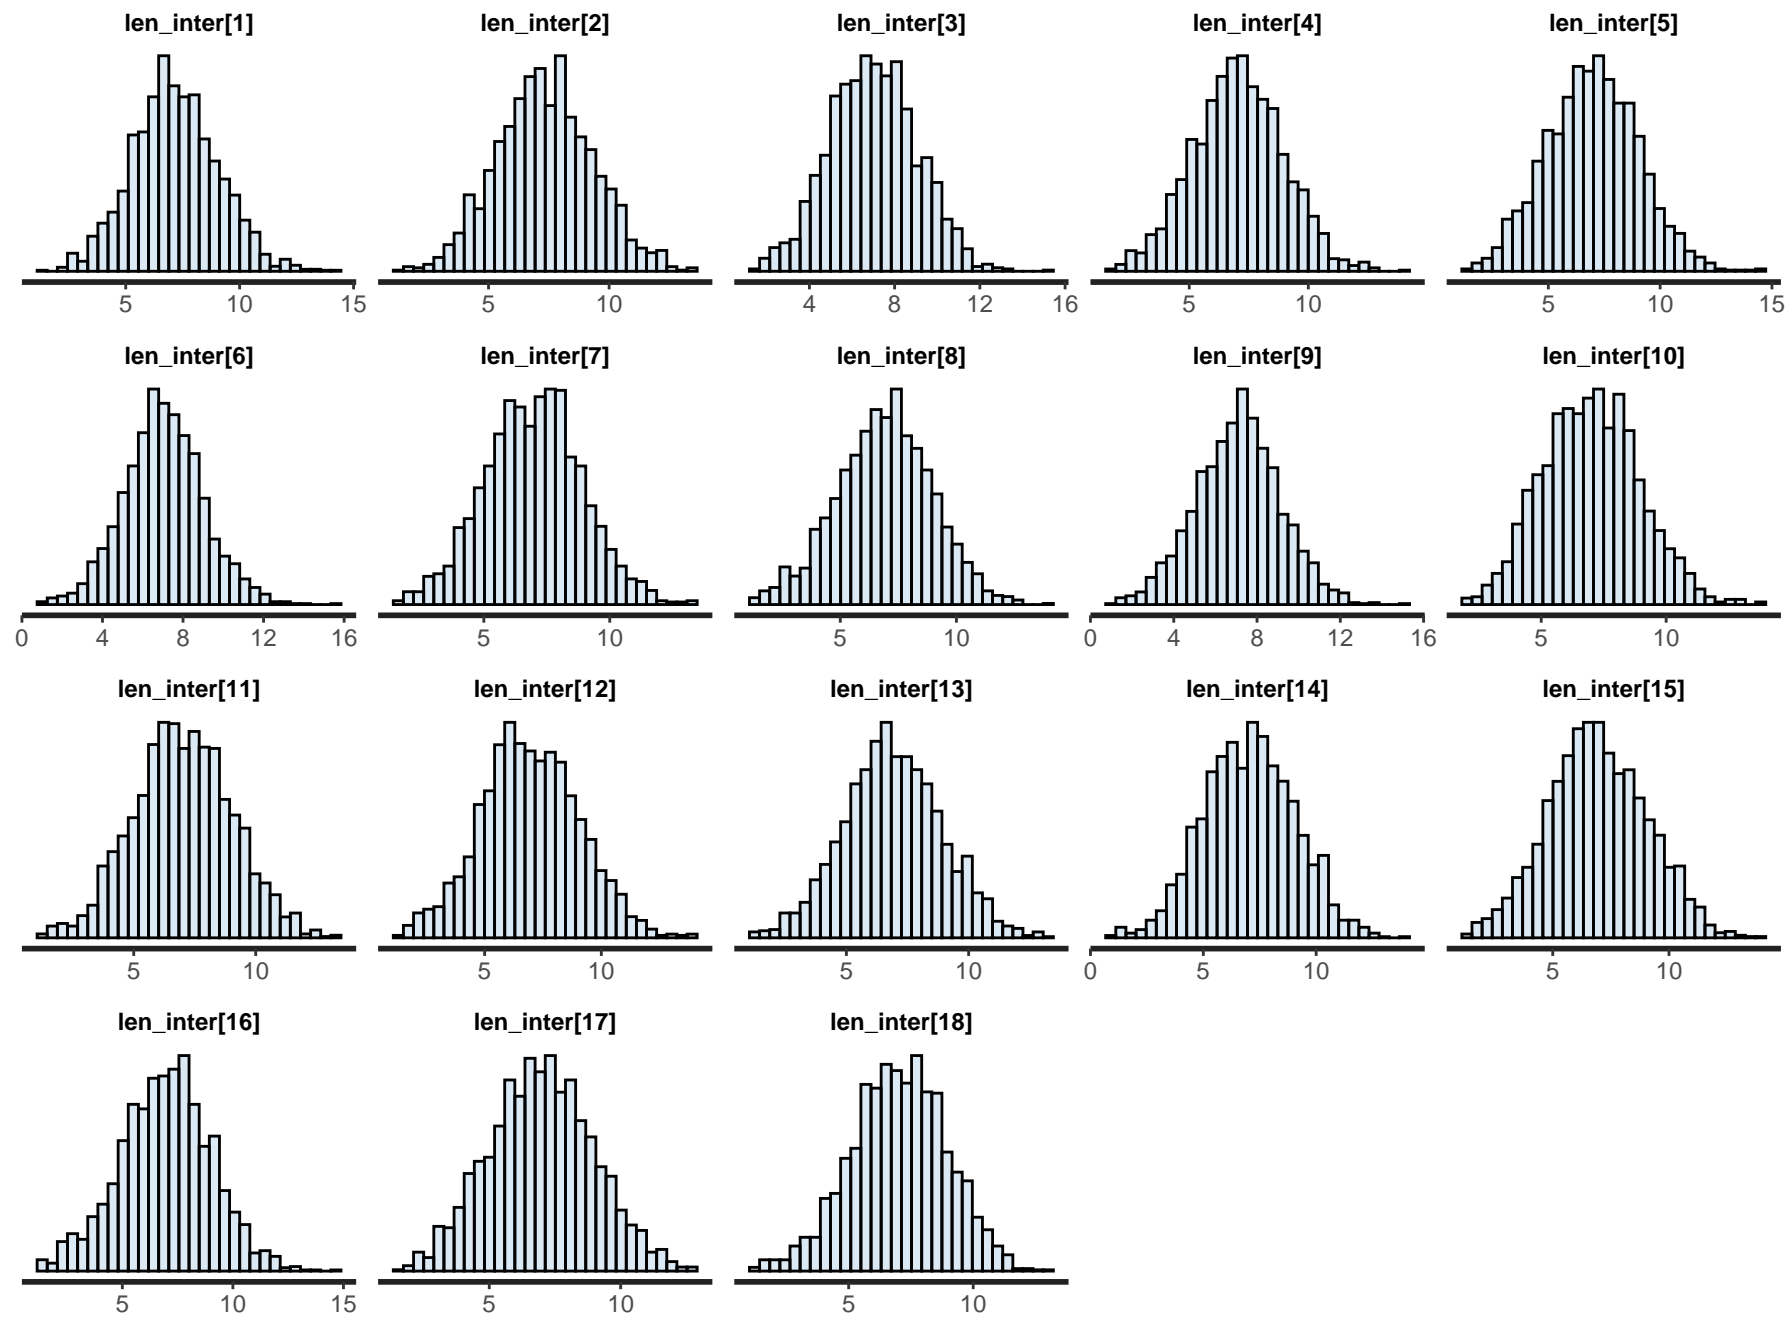 len_inter[1] len_inter[2] len_inter[3] len_inter[4] len_inter[5]
5 10 15 5 10 4 8 12 16 5 10 5 10 15
len_inter[6] len_inter[7] len_inter[8] len_inter[9] len_inter[10]
0 4 8 12 16 5 10 5 10 0 4 8 12 16 5 10
len_inter[11] len_inter[12] len_inter[13] len_inter[14] len_inter[15]
5 10 5 10 5 10 0 5 10 5 10
len_inter[16] len_inter[17] len_inter[18]
5 10 15 5 10 5 10